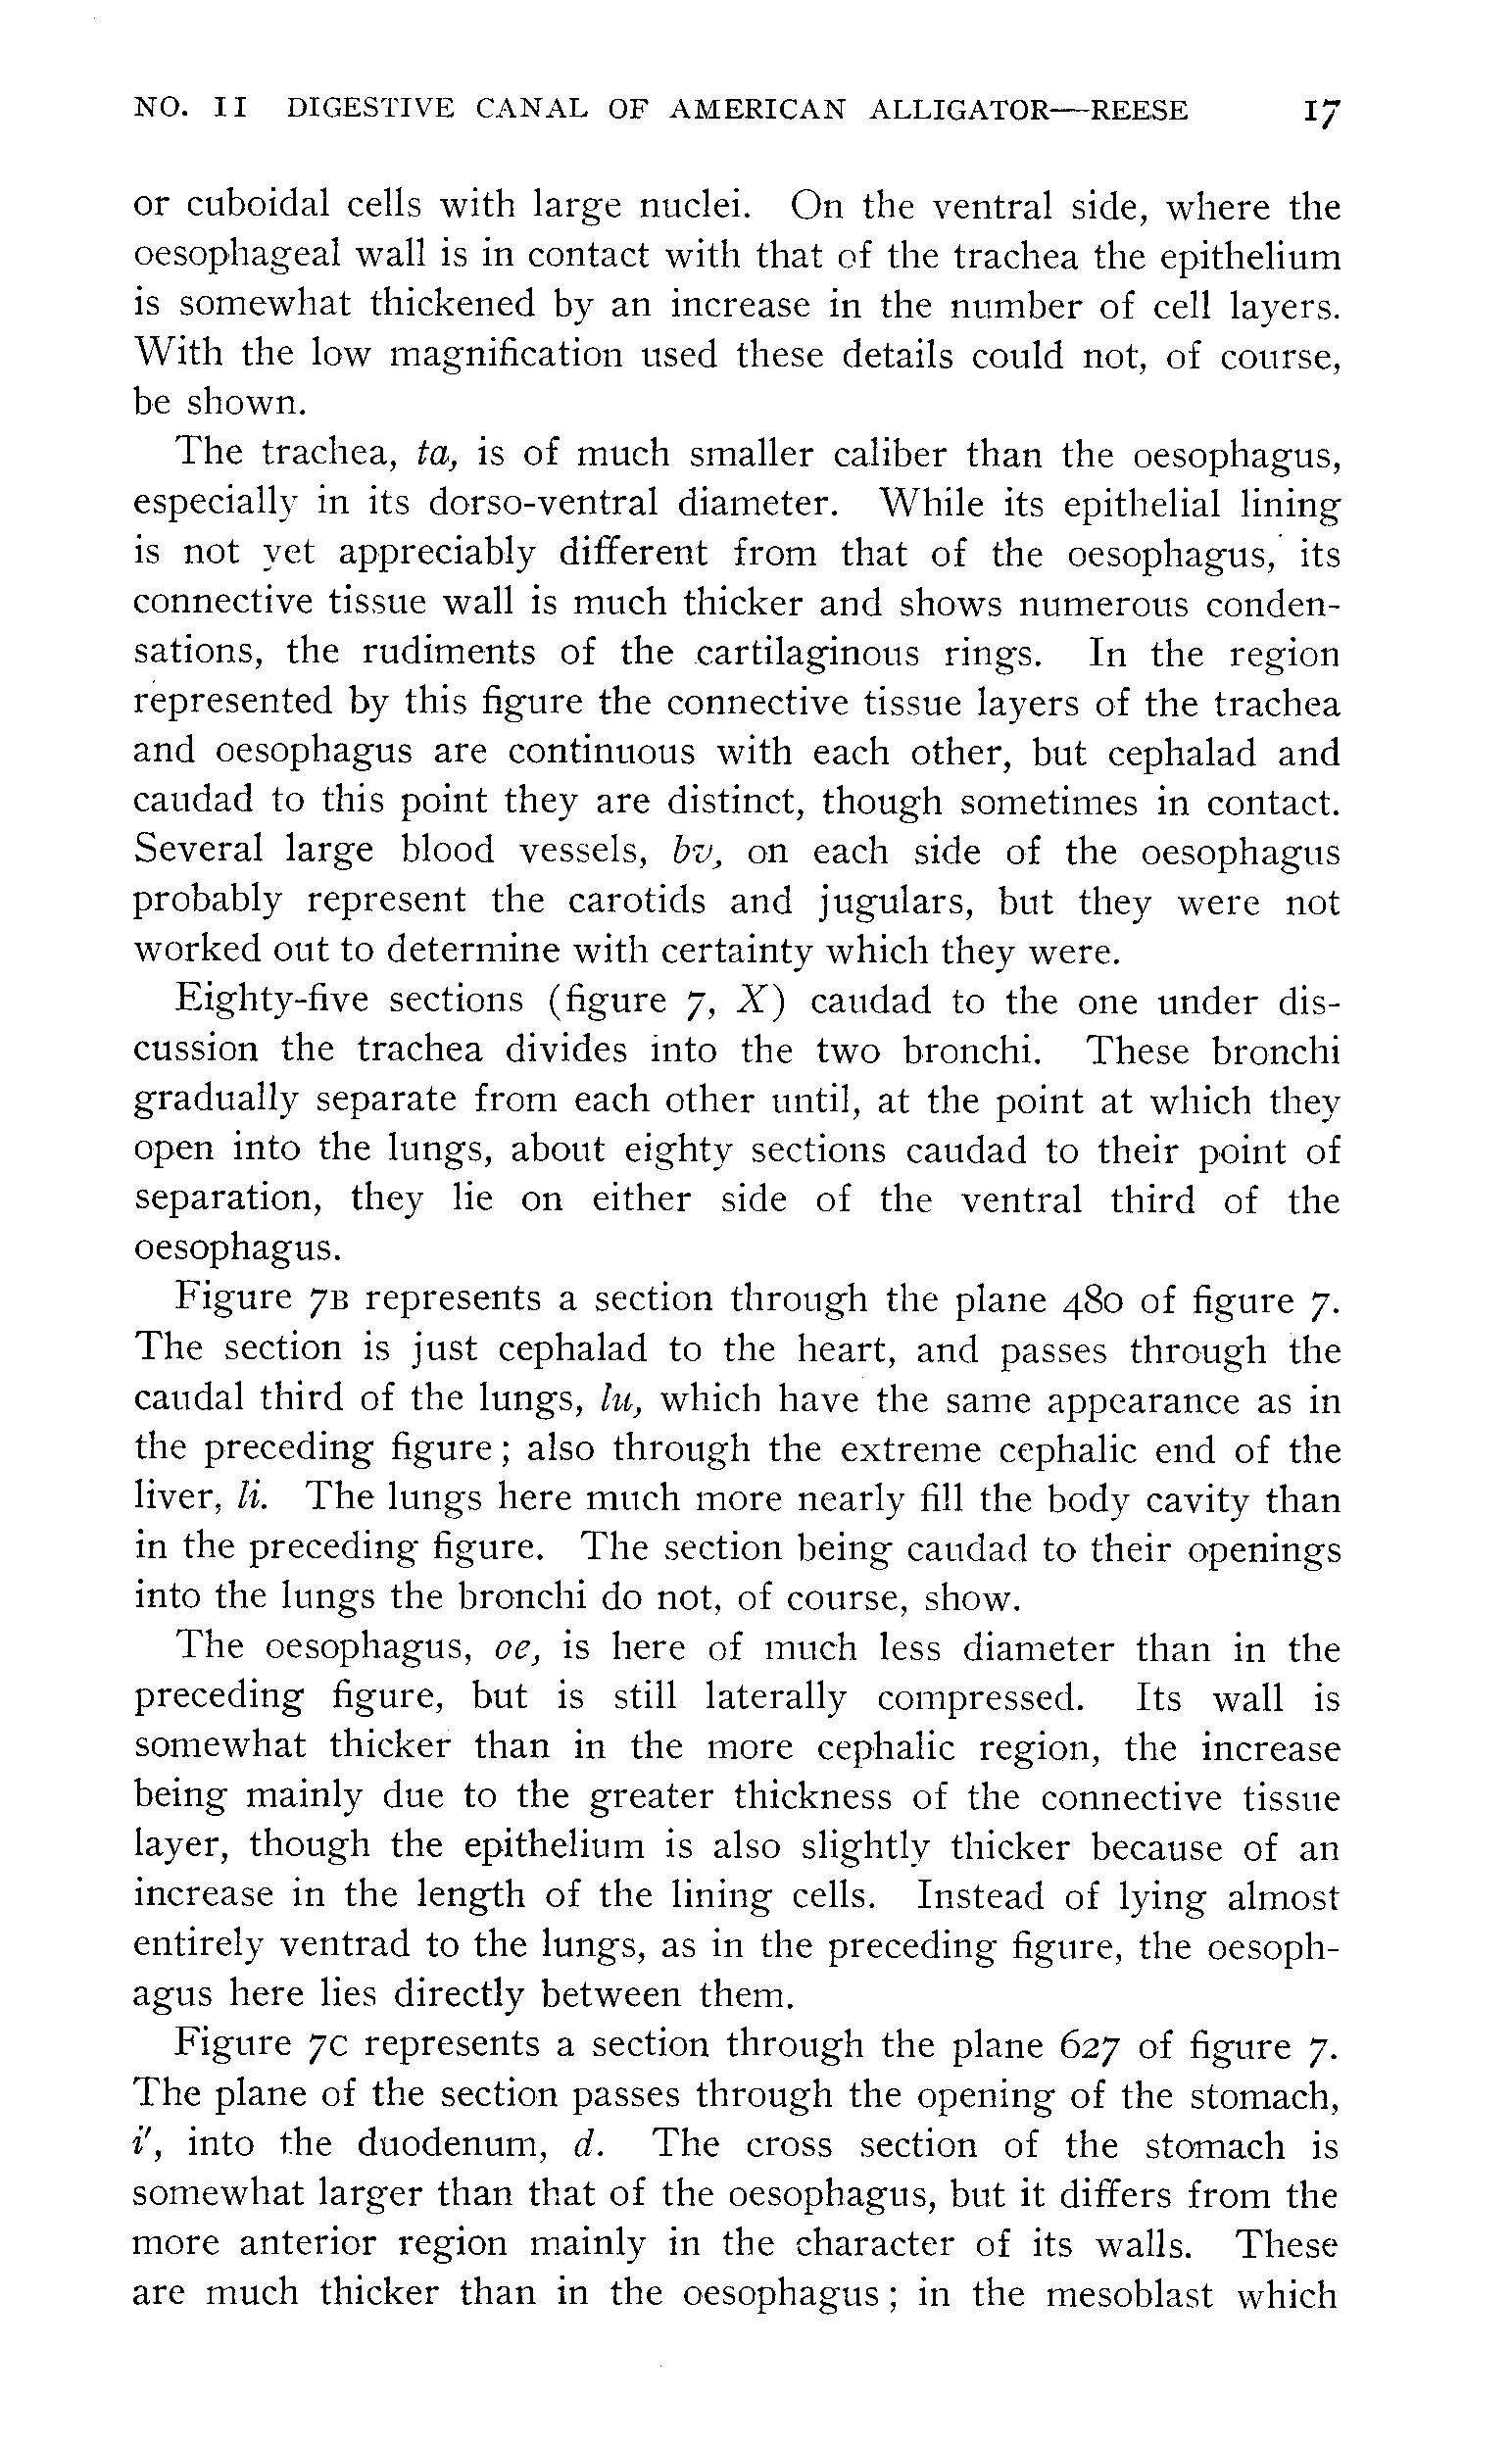 NO. II DIGESTIVE CANAL OF AMERICAN ALLIGATOR—REESE 17
or cuboidal cells with large nuclei. On the ventral side, where the
oesophageal wall is in contact with that of the trachea the epithelium
is somewhat thickened by an increase in the number of cell layers.
With the low magnification used these details could not, of course,
be shown.
The trachea, ta, is of much smaller caliber than the oesophagus,
especially in its dorso-ventral diameter. While its epithelial lining
is not yet appreciably different from that of the oesophagus, its
connective tissue wall is much thicker and shows numerous conden-
sations, the rudiments of the cartilaginous rings. In the region
represented by this figure the connective tissue layers of the trachea
and oesophagus are continuous with each other, but cephalad and
caudad to this point they are distinct, though sometimes in contact.
Several large blood vessels, bv, on each side of the oesophagus
probably represent the carotids and jugulars, but they were not
worked out to determine with certainty which they were.
Eighty-five sections (figure 7, X) caudad to the one under dis-
cussion the trachea divides into the two bronchi. These bronchi
gradually separate from each other until, at the point at which they
open into the lungs, about eighty sections caudad to their point of
separation, they lie on either side of the ventral third of the
oesophagus.
Figure 7B represents a section through the plane 480 of figure 7.
The section is just cephalad to the heart, and passes through the
caudal third of the lungs, lu, which have the same appearance as in
the preceding figure; also through the extreme cephalic end of the
liver, li. The lungs here much more nearly fill the body cavity than
in the preceding figure. The section being caudad to their openings
into the lungs the bronchi do not, of course, show.
The oesophagus, oe, is here of much less diameter than in the
preceding figure, but is still laterally compressed. Its wall is
somewhat thicker than in the more cephalic region, the increase
being mainly due to the greater thickness of the connective tissue
layer, though the epithelium is also slightly thicker because of an
increase in the length of the lining cells. Instead of lying almost
entirely ventrad to the lungs, as in the preceding figure, the oesoph-
agus here lies directly between them.
Figure 7C represents a section through the plane 627 of figure 7.
The plane of the section passes through the opening of the stomach,
i', into the duodenum, d. The cross section of the stomach is
somewhat larger than that of the oesophagus, but it differs from the
more anterior region mainly in the character of its walls. These
are much thicker than in the oesophagus; in the mesoblast which